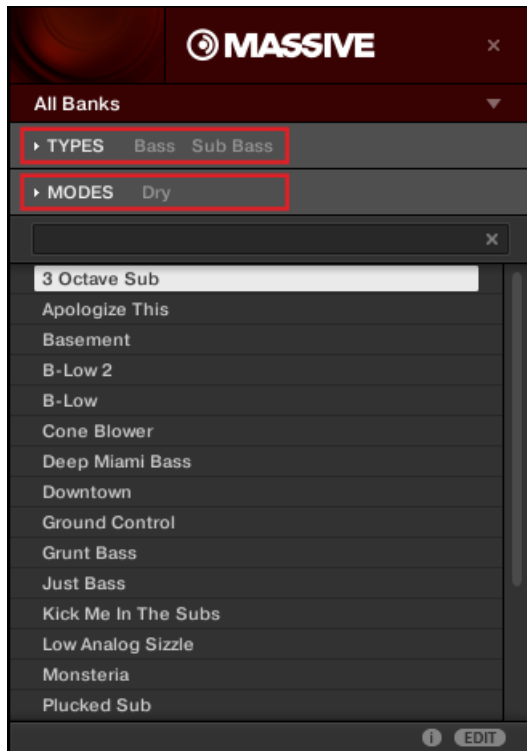 MASSIVE
All Banks
TYPES Bass Sub Bass
MODES Dry
3 Octave Sub
Apologize This
Basement
B-Low 2
B-Low
Cone Blower
Deep Miami Bass
Downtown
Ground Control
Grunt Bass
Just Bass
Kick Me In The Subs
Low Analog Sizzle
Monsteria
Plucked Sub
i EDIT